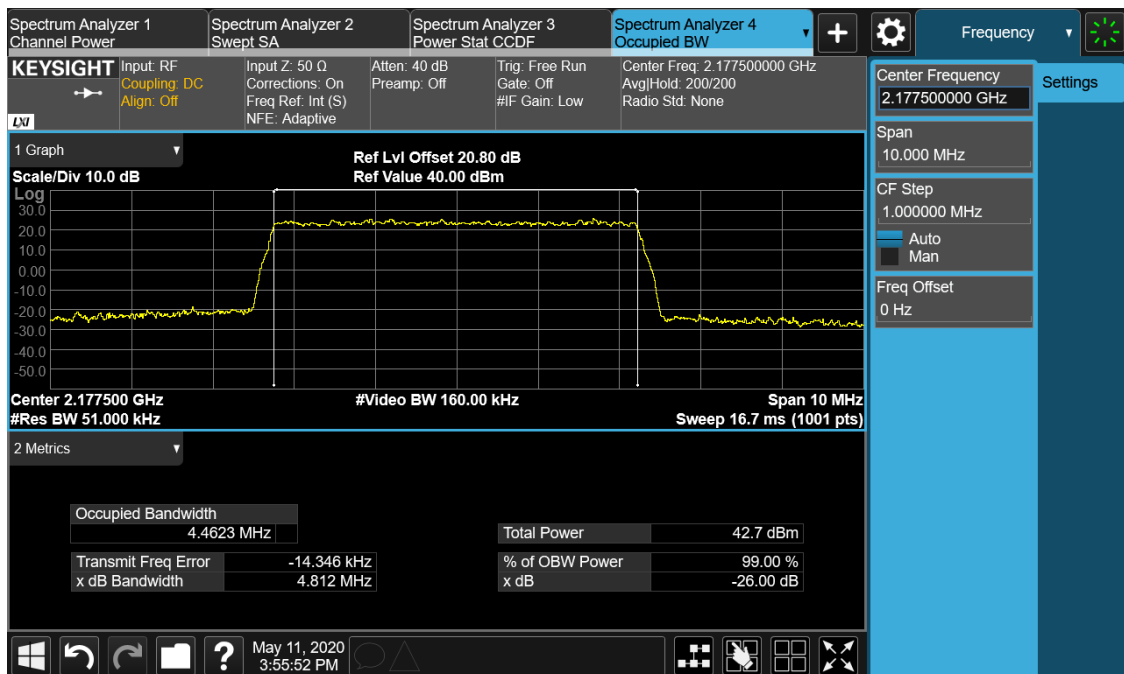 Spectrum Analyzer 1
Channel Power
Spectrum Analyzer 2
Swept SA
Spectrum Analyzer 3
Power Stat CCDF
Spectrum Analyzer 4
Occupied BW
+
Frequency
KEYSIGHT
LXI
Input: RF
Coupling: DC
Align: Off
Input Z: 50 Ω
Corrections: On
Freq Ref: Int (S)
NFE: Adaptive
Atten: 40 dB
Preamp: Off
Trig: Free Run
Gate: Off
#IF Gain: Low
Center Freq: 2.177500000 GHz
Avg|Hold: 200/200
Radio Std: None
Center Frequency
2.177500000 GHz
Settings
Span
10.000 MHz
CF Step
1.000000 MHz
Auto
Man
Freq Offset
0 Hz
1 Graph
Scale/Div 10.0 dB
Ref Lvl Offset 20.80 dB
Ref Value 40.00 dBm
Log
30.0
20.0
10.0
0.00
-10.0
-20.0
-30.0
-40.0
-50.0
Center 2.177500 GHz
#Res BW 51.000 kHz
#Video BW 160.00 kHz
Span 10 MHz
Sweep 16.7 ms (1001 pts)
2 Metrics
Occupied Bandwidth
4.4623 MHz
Total Power 42.7 dBm
Transmit Freq Error -14.346 kHz
% of OBW Power 99.00 %
x dB Bandwidth 4.812 MHz
x dB -26.00 dB
?
May 11, 2020
3:55:52 PM